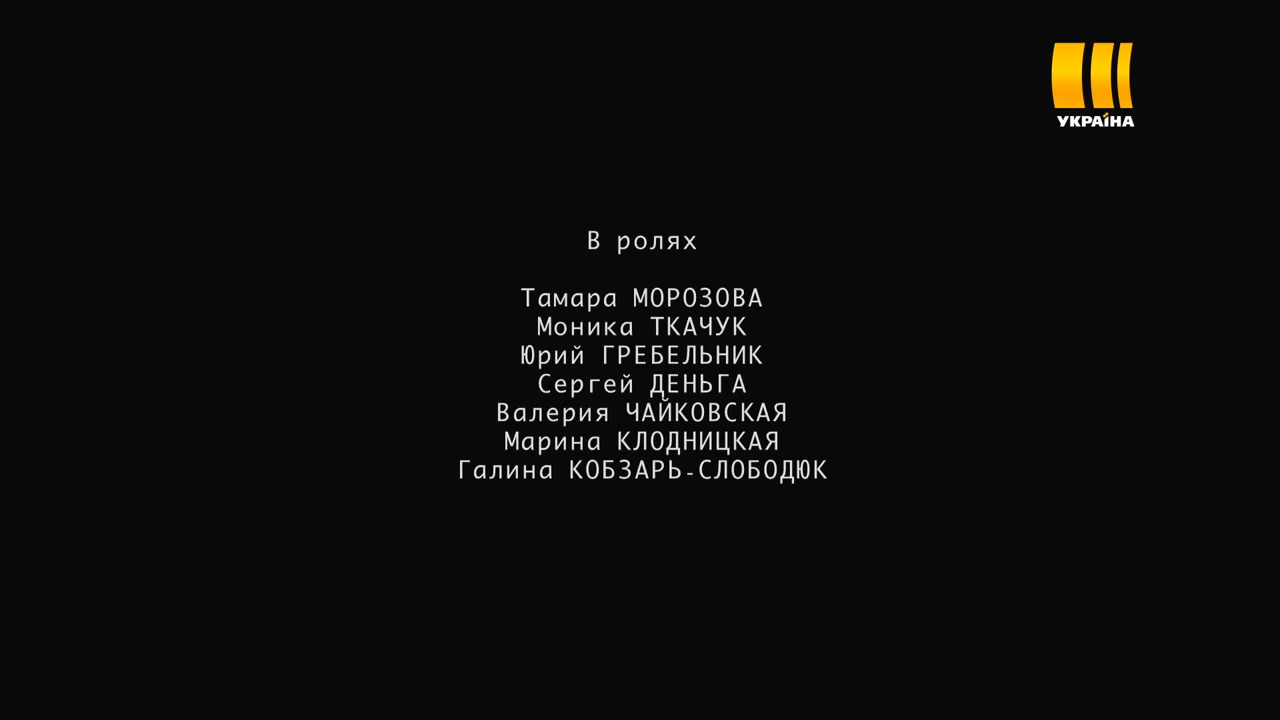 УКРАЇНА
В ролях
Тамара МОРОЗОВА
Моника ТКАЧУК
Юрий ГРЕБЕЛЬНИК
Сергей ДЕНЬГА
Валерия ЧАЙКОВСКАЯ
Марина КЛОДНИЦКАЯ
Галина КОБЗАРЬ-СЛОБОДЮК